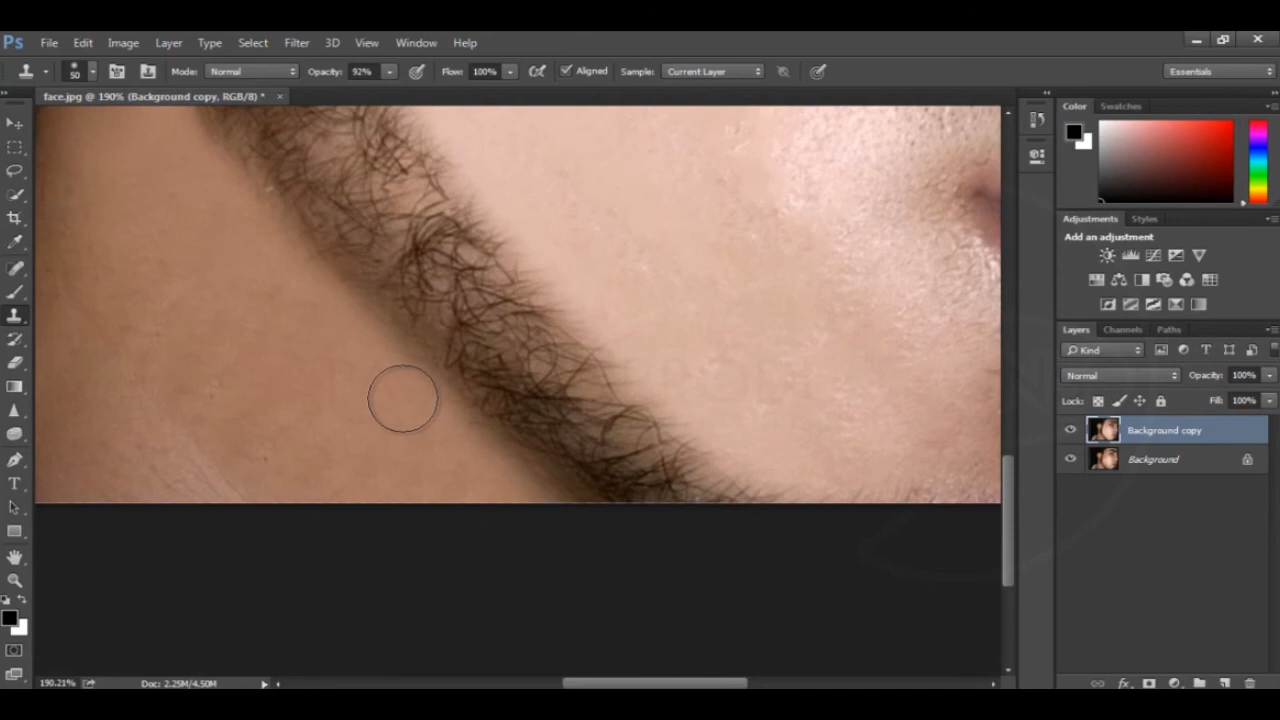 Ps File Edit Image Layer Type Select Filter 3D View Window Help
50 Mode: Normal Opacity: 92% Flow: 100% Aligned Sample: Current Layer Essentials
face.jpg @ 190% (Background copy, RGB/8) * ×
Color Swatches
Adjustments Styles
Add an adjustment
Layers Channels Paths
Kind T
Normal Opacity: 100%
Lock: Fill: 100%
Background copy
Background
T
fx
190.21% Doc: 2.25M/4.50M